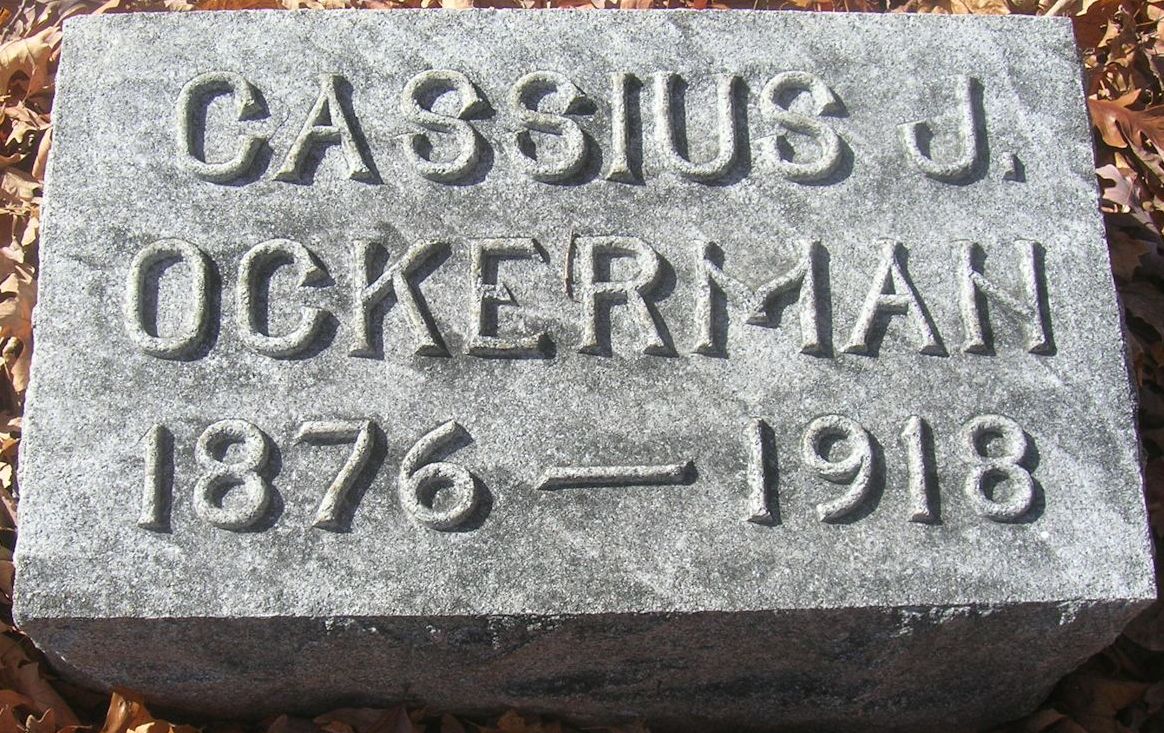 CASSIUS J.
OCKERMAN
1876 — 1918